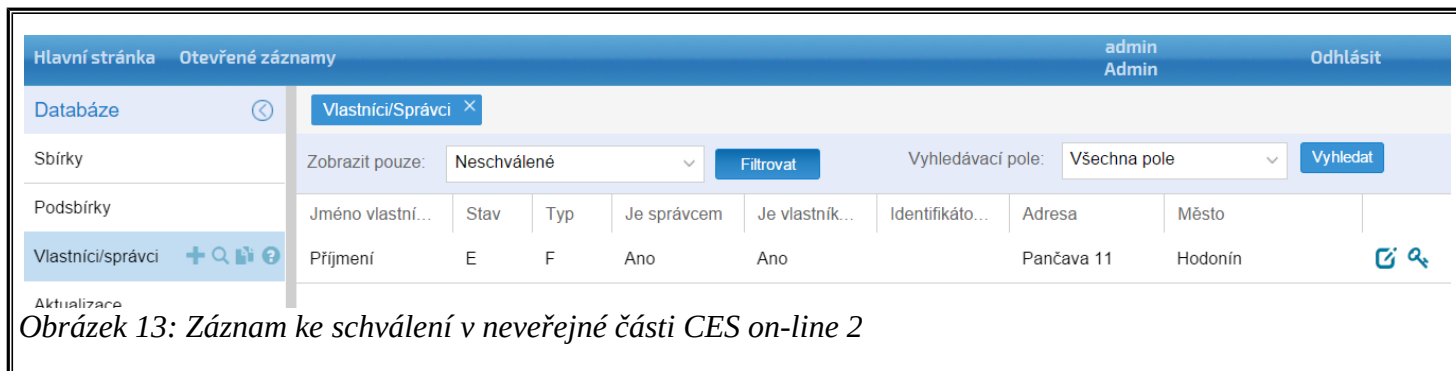 Hlavní stránka Otevřené záznamy admin Admin Odhlásit
Databáze Vlastníci/Správci
Sbírky Zobrazit pouze: Neschválené Filtrovat Vyhledávací pole: Všechna pole Vyhledat
Podsbírky Jméno vlastní... Stav Typ Je správcem Je vlastník... Identifikáto... Adresa Město
Vlastníci/správci Příjmení E F Ano Ano Pančava 11 Hodonín
Aktualizace
Obrázek 13: Záznam ke schválení v neveřejné části CES on-line 2